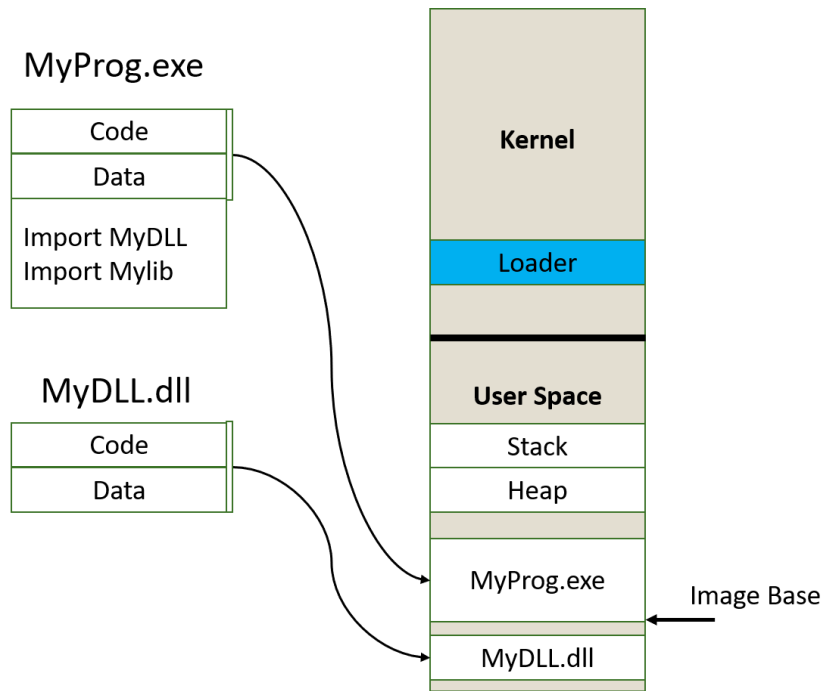 MyProg.exe
Code
Data
Import MyDLL
Import Mylib
MyDLL.dll
Code
Data
Kernel
Loader
User Space
Stack
Heap
MyProg.exe
Image Base
MyDLL.dll